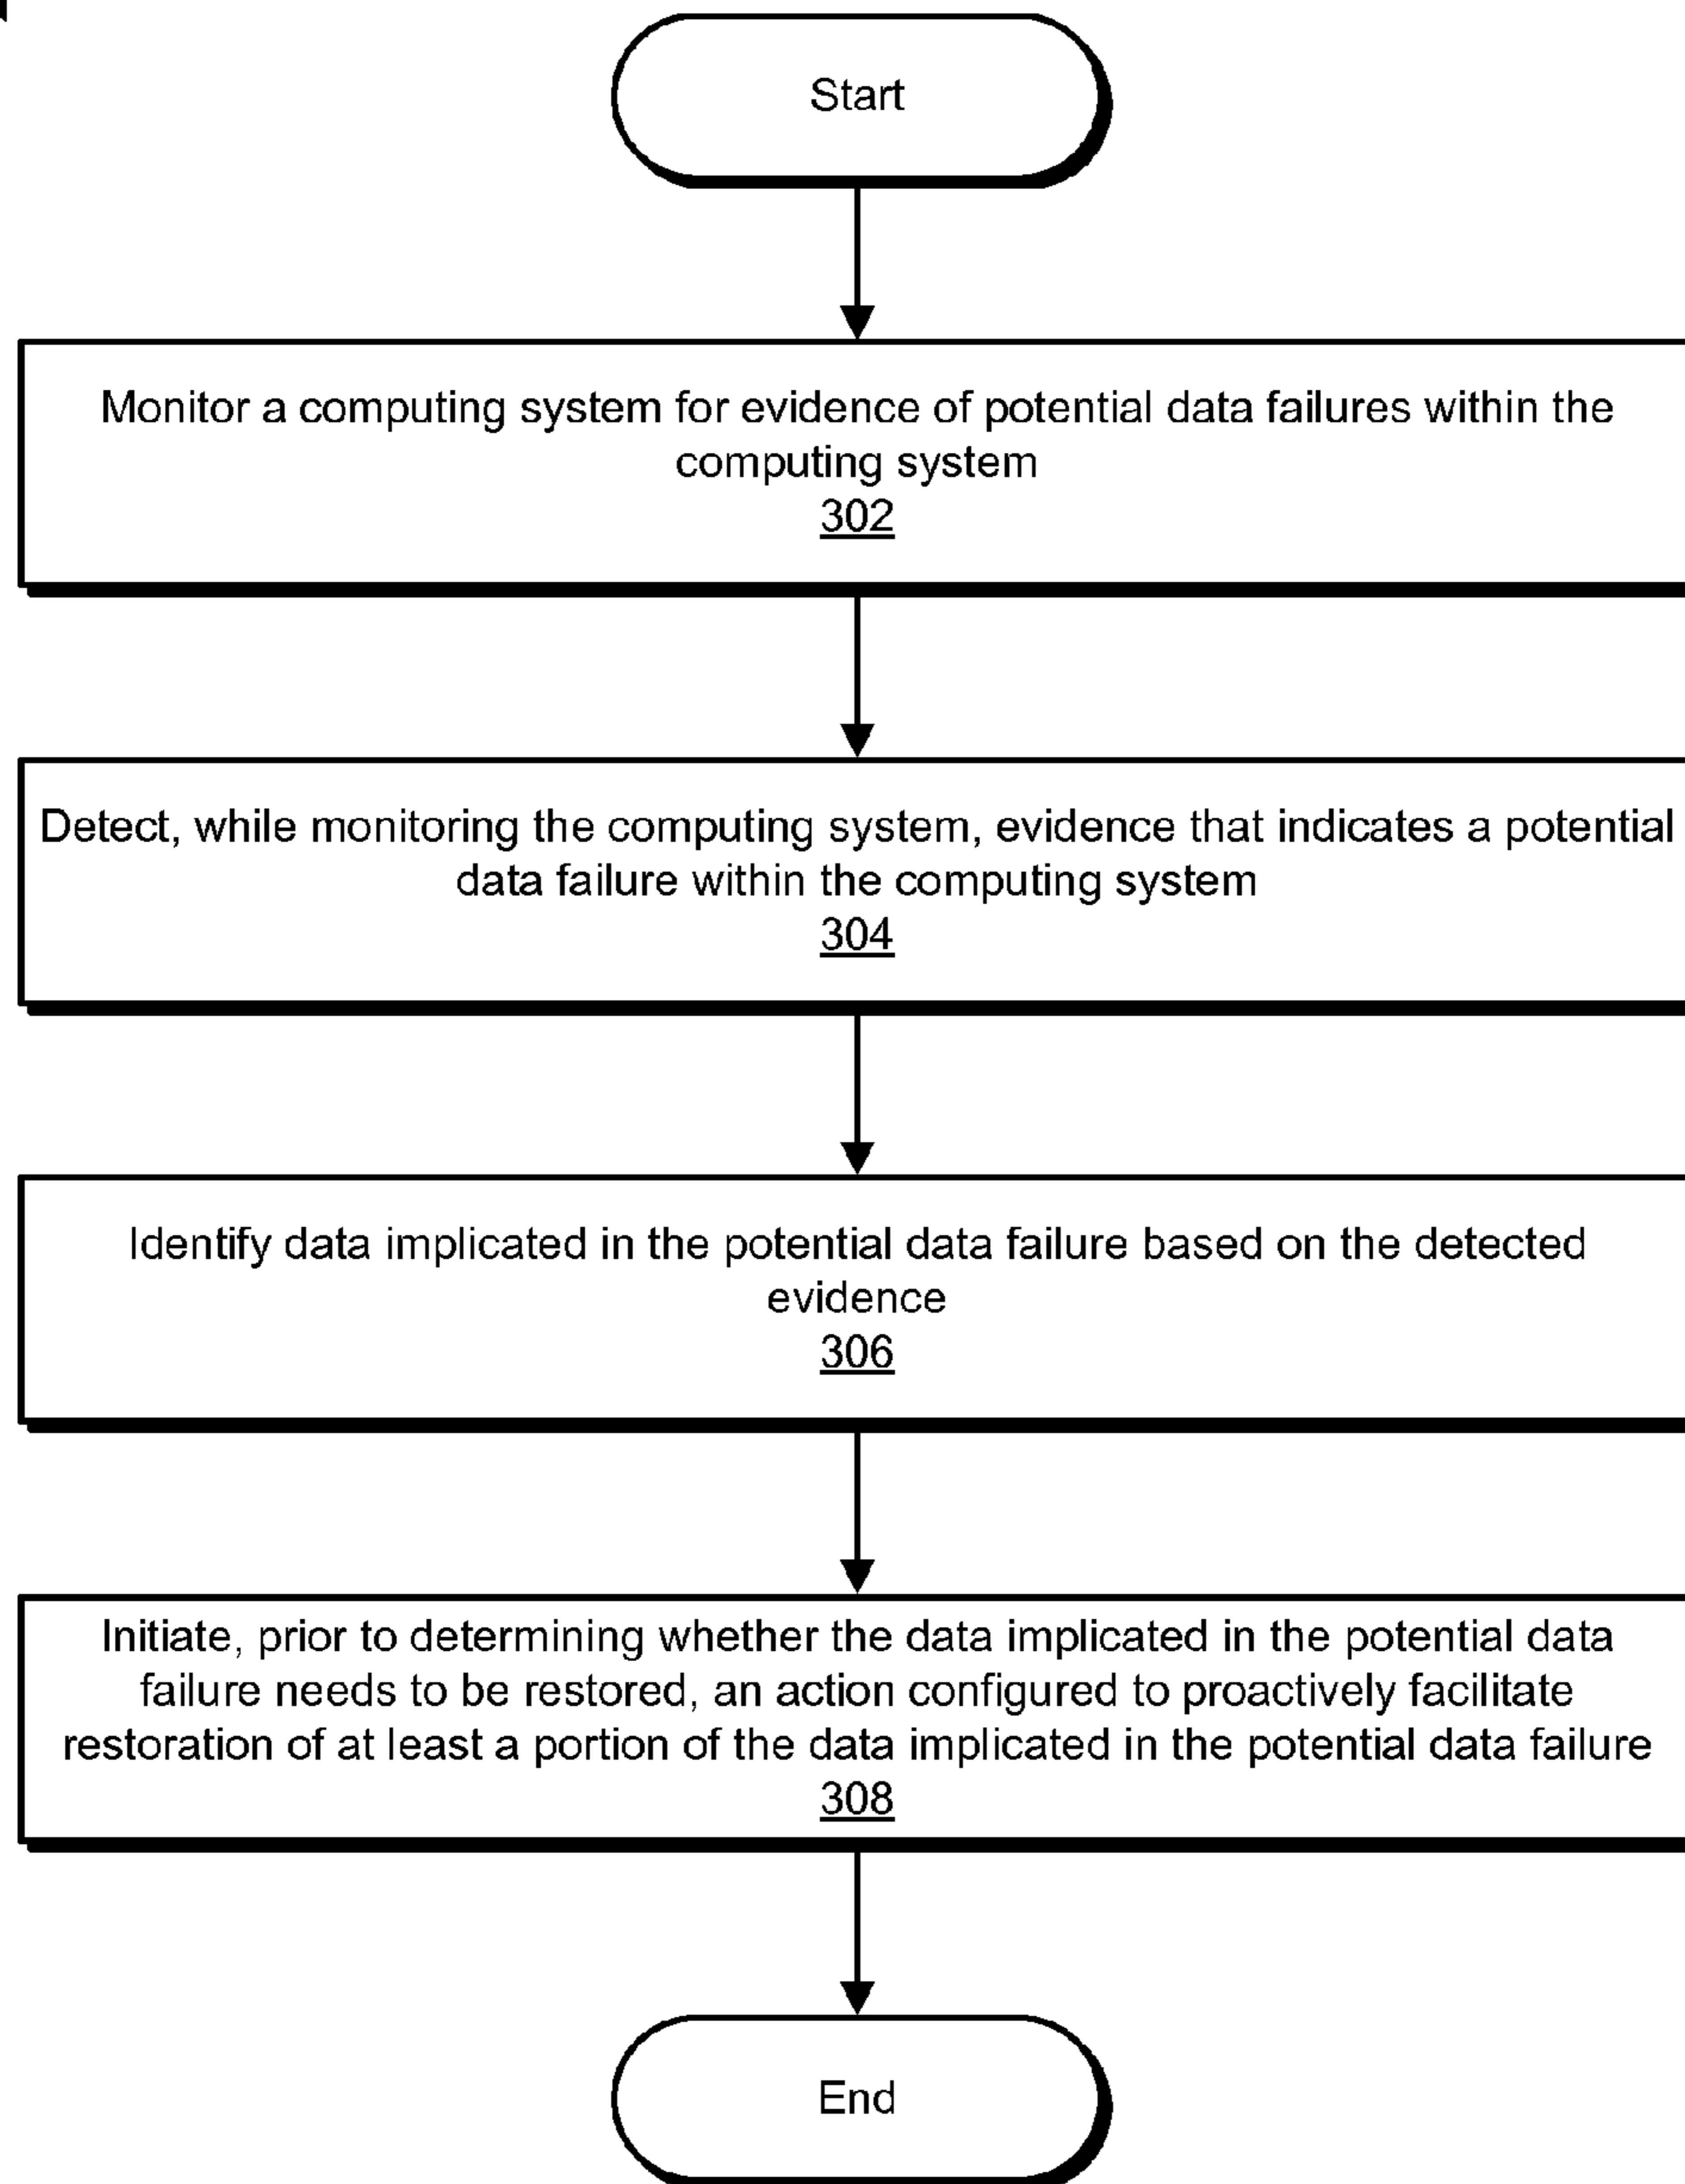 Start
Monitor a computing system for evidence of potential data failures within the
computing system
302
Detect, while monitoring the computing system, evidence that indicates a potential
data failure within the computing system
304
Identify data implicated in the potential data failure based on the detected
evidence
306
Initiate, prior to determining whether the data implicated in the potential data
failure needs to be restored, an action configured to proactively facilitate
restoration of at least a portion of the data implicated in the potential data failure
308
End